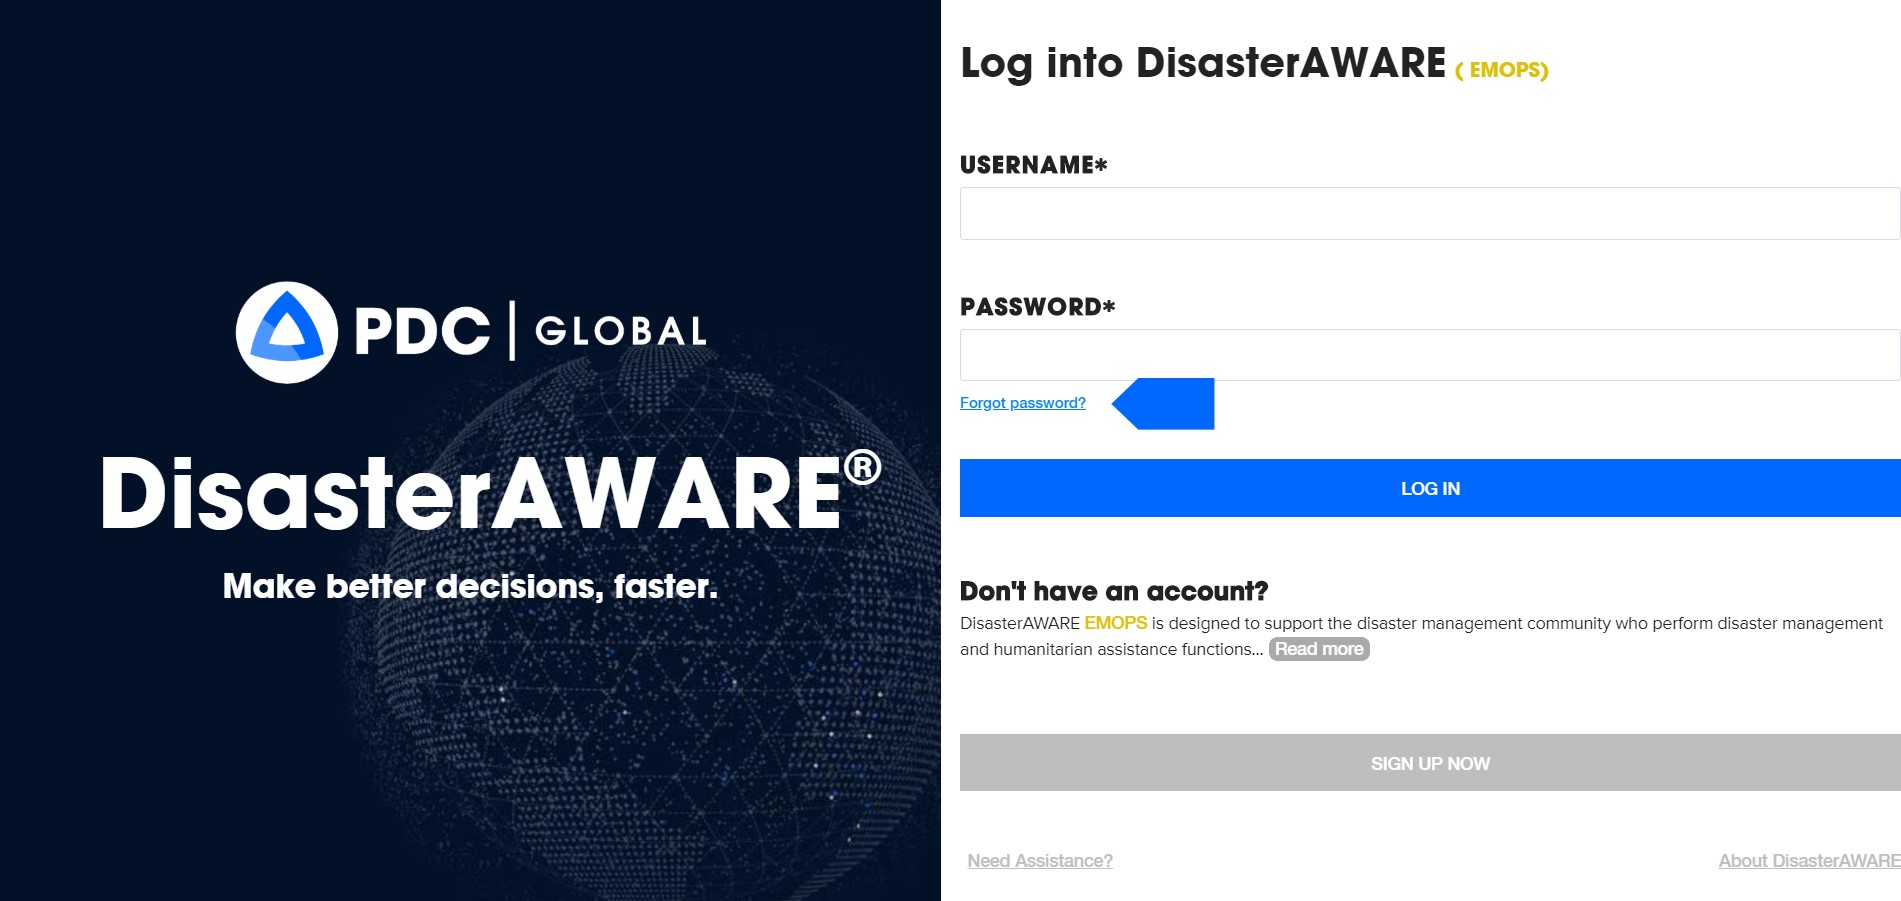 PDC | GLOBAL
DisasterAWARE®
Make better decisions, faster.
Log into DisasterAWARE ( EMOPS)
USERNAME*
PASSWORD*
Forgot password?
LOG IN
Don't have an account?
DisasterAWARE EMOPS is designed to support the disaster management community who perform disaster management
and humanitarian assistance functions... Read more
SIGN UP NOW
Need Assistance?
About DisasterAWARE